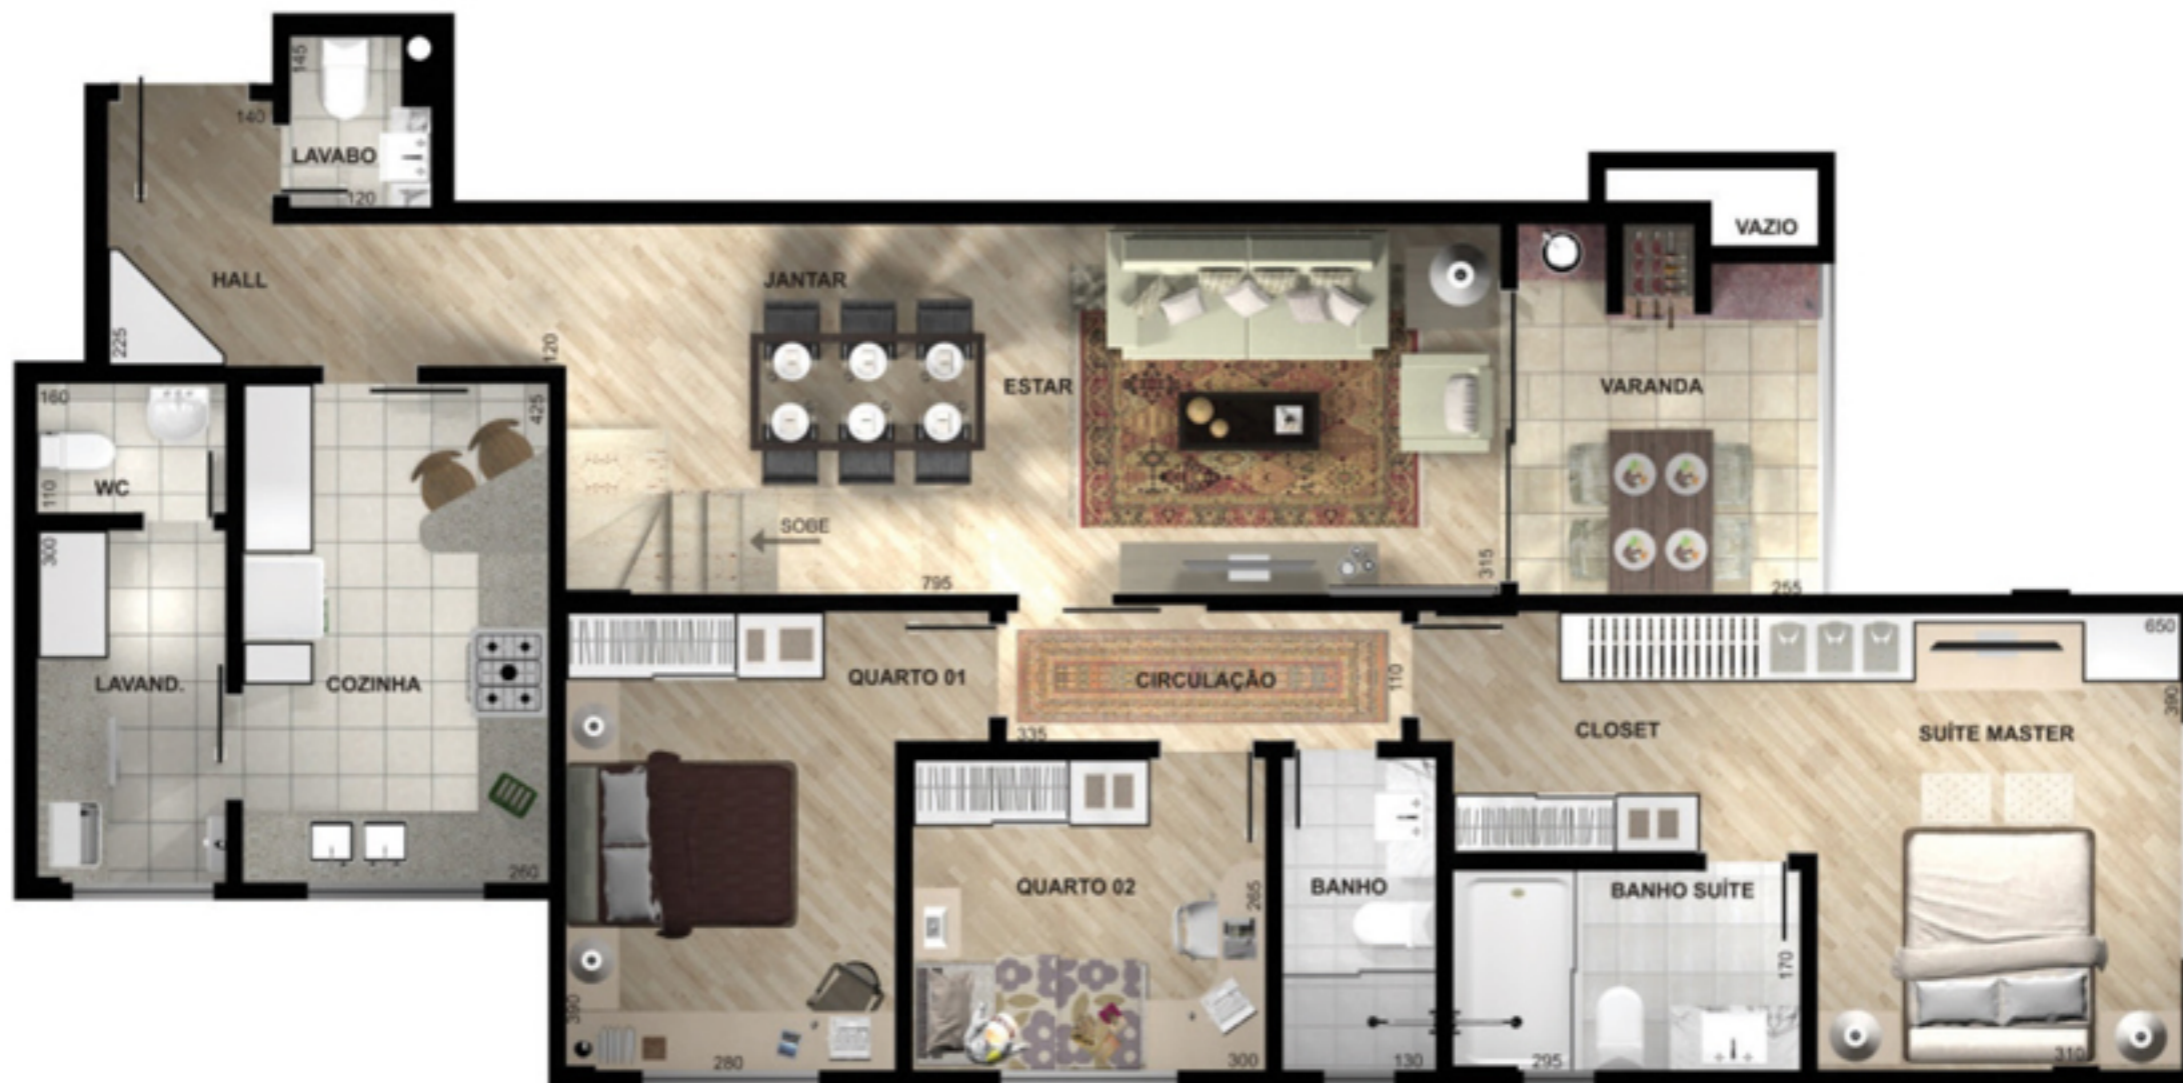 145
140
LAVABO
120
VAZIO
HALL
JANTAR
225
120
ESTAR
VARANDA
160
425
WC
110
SOBE
300
795
315
255
650
LAVAND.
COZINHA
QUARTO 01
CIRCULAÇÃO
110
390
335
CLOSET
SUÍTE MASTER
260
QUARTO 02
265
BANHO
BANHO SUÍTE
170
390
280
300
130
295
310